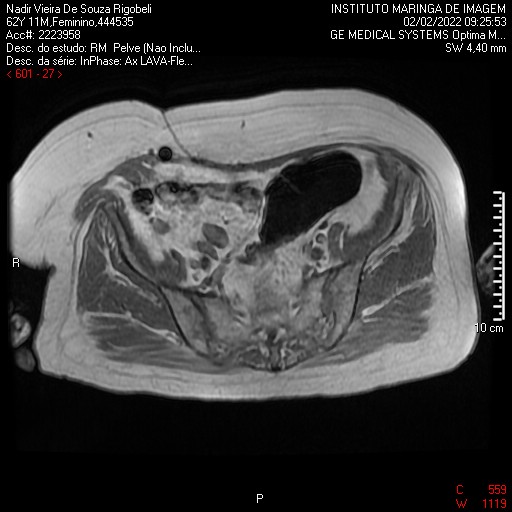 Nadir Vieira De Souza Rigobeli
62Y 11M,Feminino,444535
Acc#: 2223958
Desc. do estudo: RM Pelve (Nao Inclu...
Desc. da série: InPhase: Ax LAVA-Fle...
< 601 - 27 >
INSTITUTO MARINGA DE IMAGEM
02/02/2022 09:25:53
GE MEDICAL SYSTEMS Optima M...
SW 4,40 mm
R
10 cm
P
C 559
W 1119